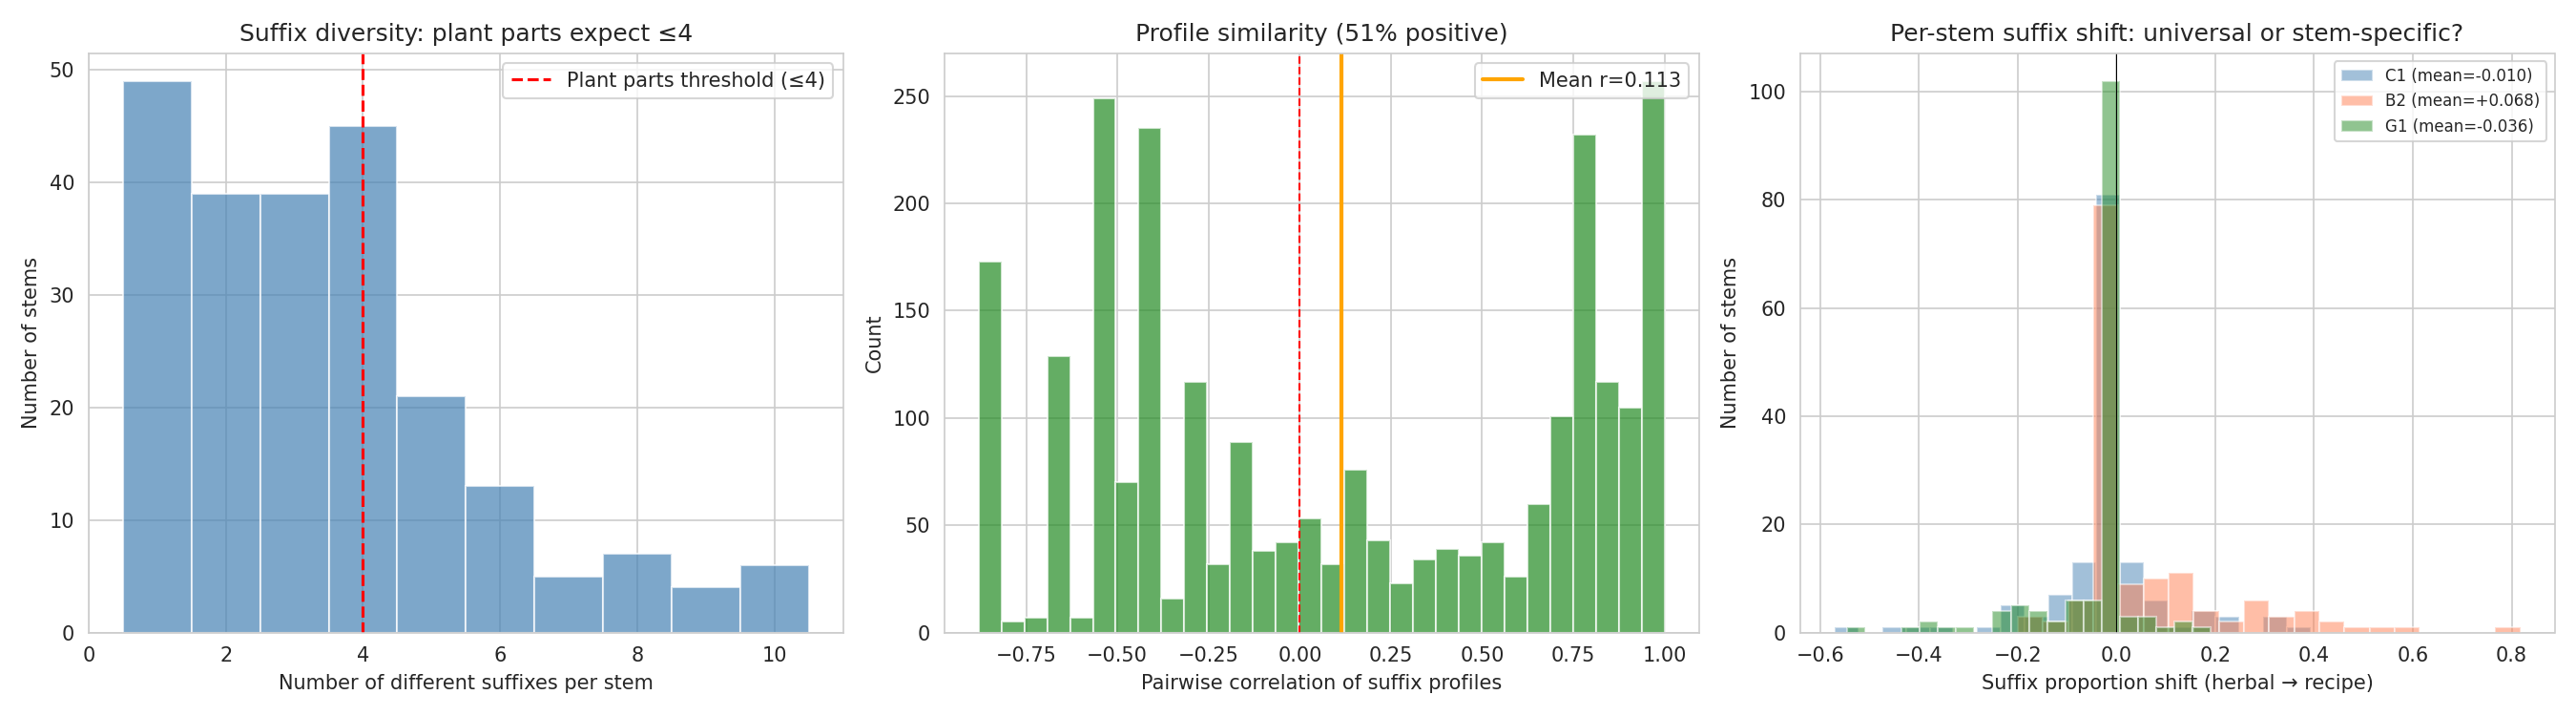 Suffix diversity: plant parts expect ≤4
50
40
30
20
10
0
Number of stems
Plant parts threshold (≤4)
0 2 4 6 8 10
Number of different suffixes per stem
Profile similarity (51% positive)
250
200
150
100
50
0
Count
Mean r=0.113
−0.75 −0.50 −0.25 0.00 0.25 0.50 0.75 1.00
Pairwise correlation of suffix profiles
Per-stem suffix shift: universal or stem-specific?
100
80
60
40
20
0
Number of stems
C1 (mean=-0.010)
B2 (mean=+0.068)
G1 (mean=-0.036)
−0.6 −0.4 −0.2 0.0 0.2 0.4 0.6 0.8
Suffix proportion shift (herbal → recipe)